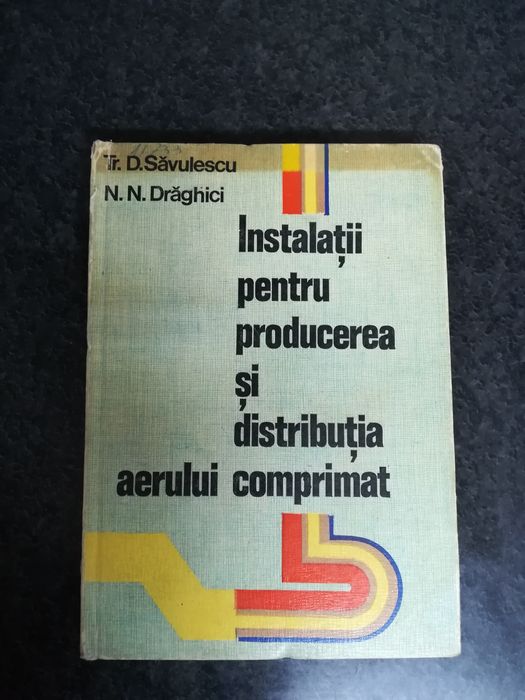 Tr. D. Săvulescu
N. N. Drăghici
Instalații
pentru
producerea
și
distribuția
aerului comprimat